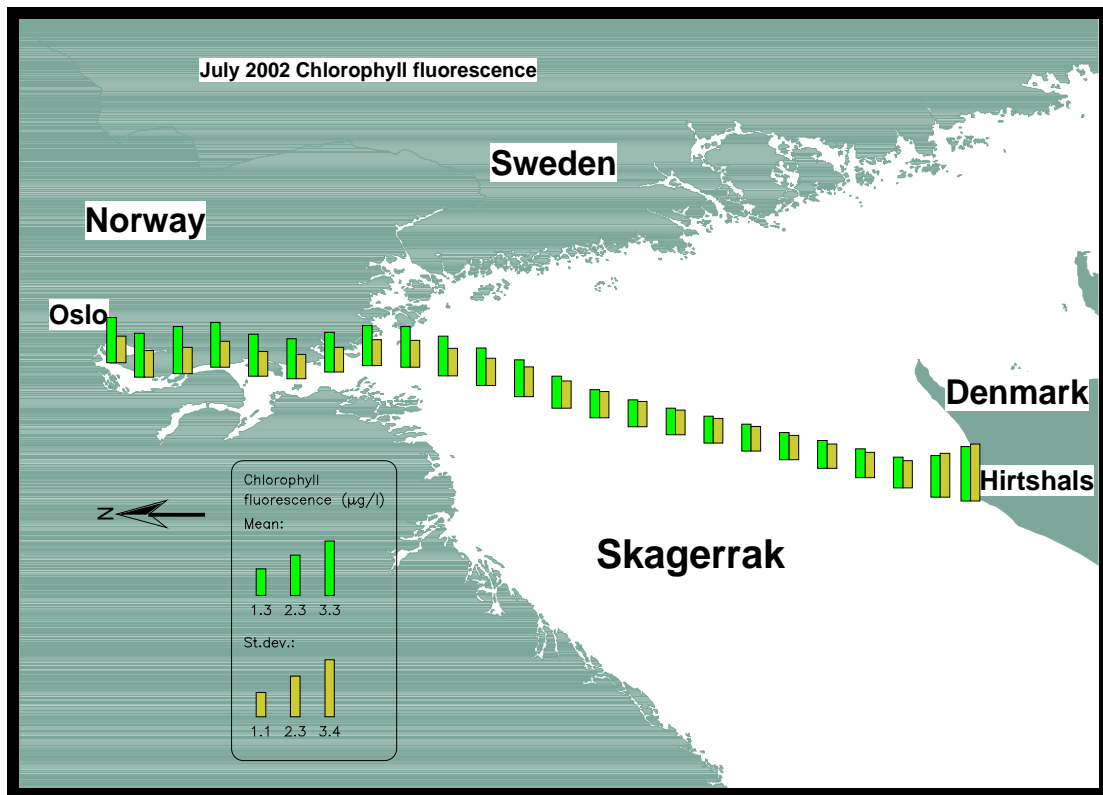 July 2002 Chlorophyll fluorescence
Sweden
Norway
Oslo
Denmark
Hirtshals
Skagerrak
N
Chlorophyll
fluorescence (μg/l)
Mean:
1.3 2.3 3.3
St.dev.:
1.1 2.3 3.4